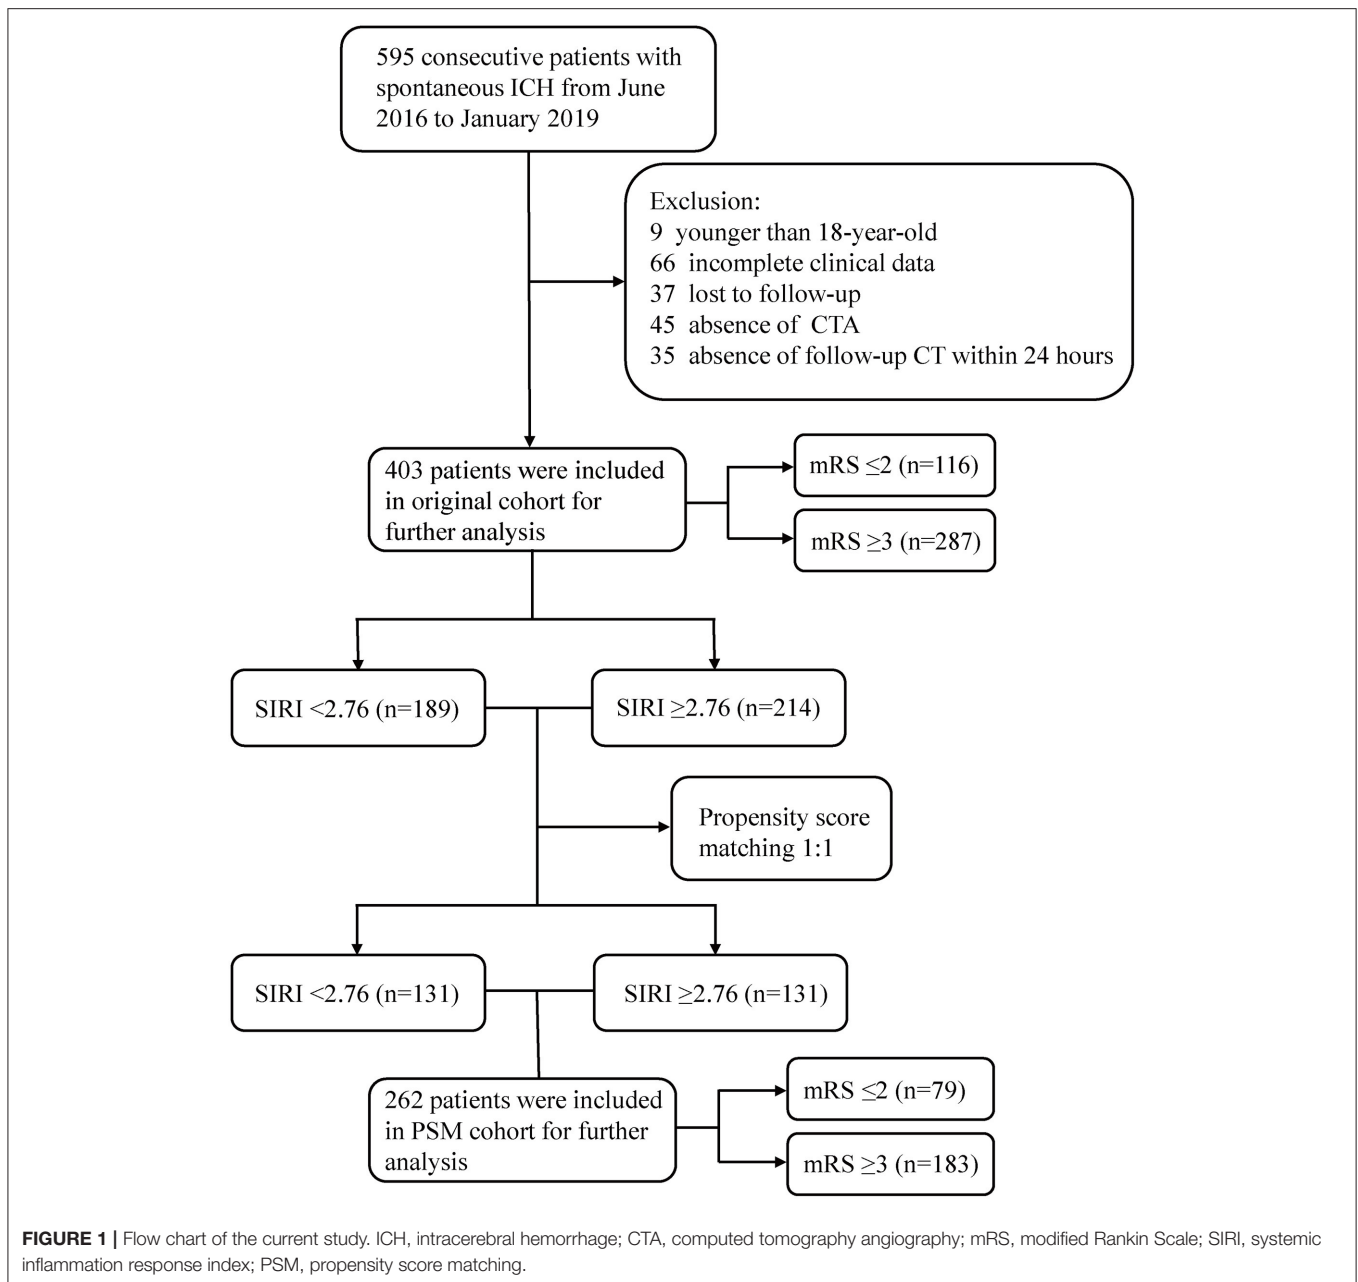 595 consecutive patients with
spontaneous ICH from June
2016 to January 2019
Exclusion:
9 younger than 18-year-old
66 incomplete clinical data
37 lost to follow-up
45 absence of CTA
35 absence of follow-up CT within 24 hours
403 patients were included
in original cohort for
further analysis
mRS ≤2 (n=116)
mRS ≥3 (n=287)
SIRI <2.76 (n=189)
SIRI ≥2.76 (n=214)
Propensity score
matching 1:1
SIRI <2.76 (n=131)
SIRI ≥2.76 (n=131)
262 patients were included
in PSM cohort for further
analysis
mRS ≤2 (n=79)
mRS ≥3 (n=183)
FIGURE 1 | Flow chart of the current study. ICH, intracerebral hemorrhage; CTA, computed tomography angiography; mRS, modified Rankin Scale; SIRI, systemic
inflammation response index; PSM, propensity score matching.